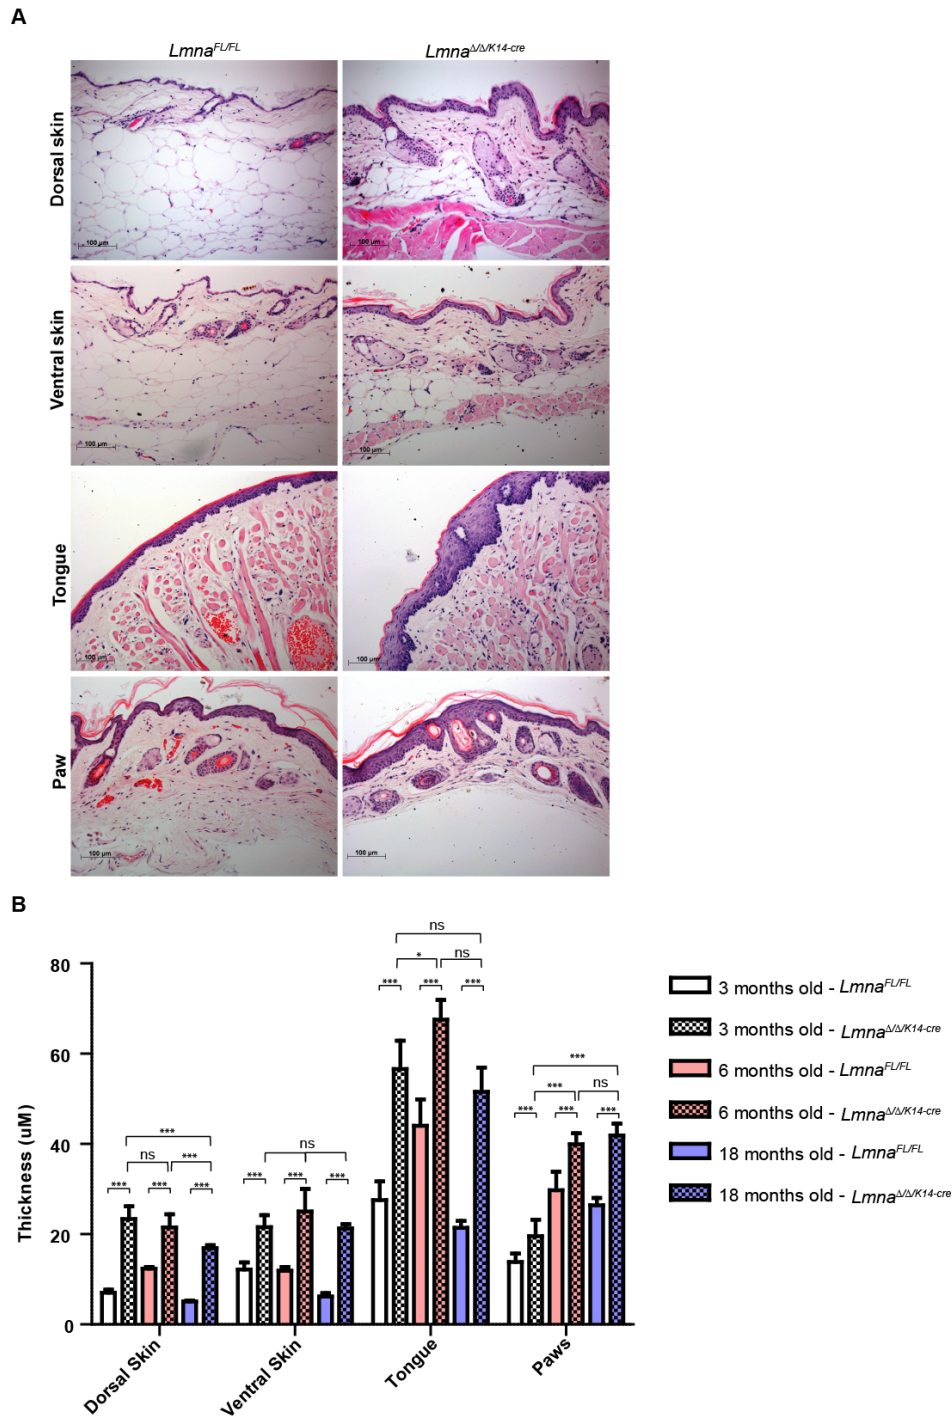 A
Lmna^FL/FL
Lmna^Δ/Δ/K14-cre
Dorsal skin
100 µm
100 µm
Ventral skin
100 µm
100 µm
Tongue
100 µm
100 µm
Paw
100 µm
100 µm
B
Thickness (uM)
80
60
40
20
0
***
ns
***
***
***
***
ns
***
***
***
ns
*
ns
***
***
***
***
***
ns
***
***
***
Dorsal Skin
Ventral Skin
Tongue
Paws
3 months old - Lmna^FL/FL
3 months old - Lmna^Δ/Δ/K14-cre
6 months old - Lmna^FL/FL
6 months old - Lmna^Δ/Δ/K14-cre
18 months old - Lmna^FL/FL
18 months old - Lmna^Δ/Δ/K14-cre